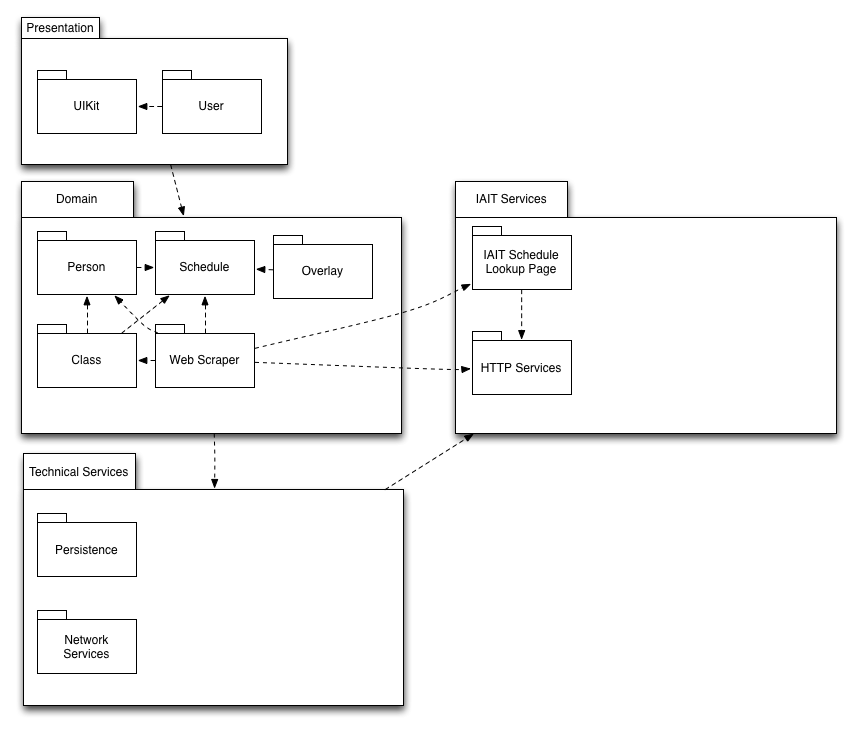 Presentation
UIKit
User
Domain
Person
Schedule
Overlay
Class
Web Scraper
IAIT Services
IAIT Schedule
Lookup Page
HTTP Services
Technical Services
Persistence
Network
Services